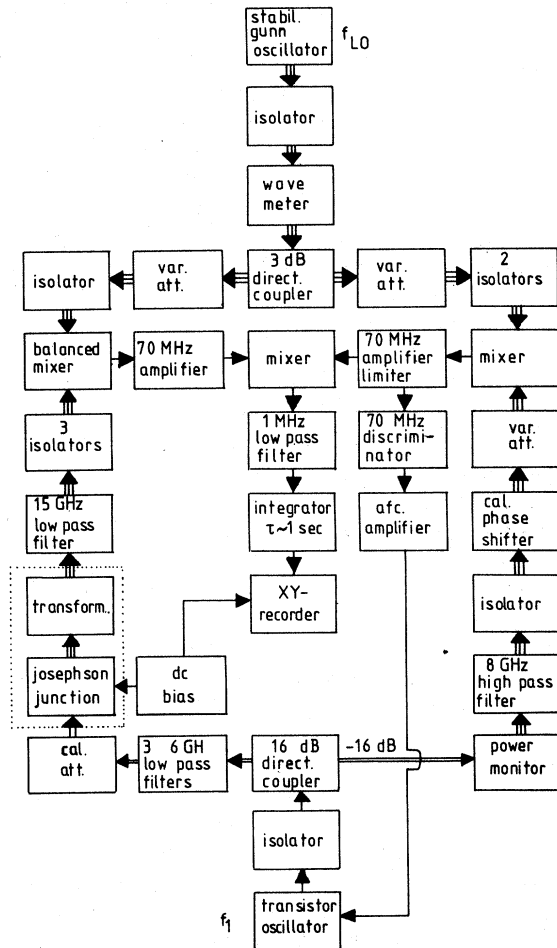 stabil.
gunn
oscillator
f LO
isolator
wave
meter
isolator
var.
att.
3 dB
direct.
coupler
var.
att.
2
isolators
balanced
mixer
70 MHz
amplifier
mixer
70 MHz
amplifier
limiter
mixer
3
isolators
1 MHz
low pass
filter
70 MHz
discrimi-
nator
var.
att.
15 GHz
low pass
filter
integrator
τ~1 sec
afc.
amplifier
cal.
phase
shifter
transform.
XY-
recorder
isolator
josephson
junction
dc
bias
8 GHz
high pass
filter
cal.
att.
3 6 GH
low pass
filters
16 dB
direct.
coupler
-16 dB
power
monitor
isolator
f1
transistor
oscillator